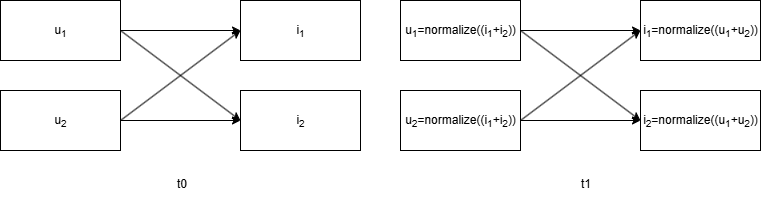 u₁
i₁
u₁=normalize((i₁+i₂))
i₁=normalize((u₁+u₂))
u₂
i₂
u₂=normalize((i₁+i₂))
i₂=normalize((u₁+u₂))
t0
t1